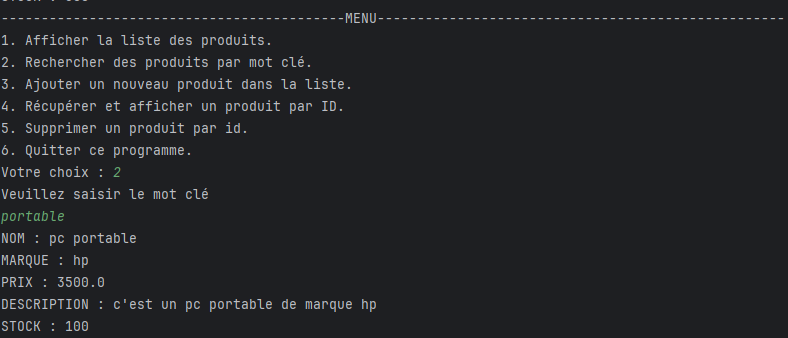 -------------------------------------------MENU---------------------------------------------------
1. Afficher la liste des produits.
2. Rechercher des produits par mot clé.
3. Ajouter un nouveau produit dans la liste.
4. Récupérer et afficher un produit par ID.
5. Supprimer un produit par id.
6. Quitter ce programme.
Votre choix : 2
Veuillez saisir le mot clé
portable
NOM : pc portable
MARQUE : hp
PRIX : 3500.0
DESCRIPTION : c'est un pc portable de marque hp
STOCK : 100